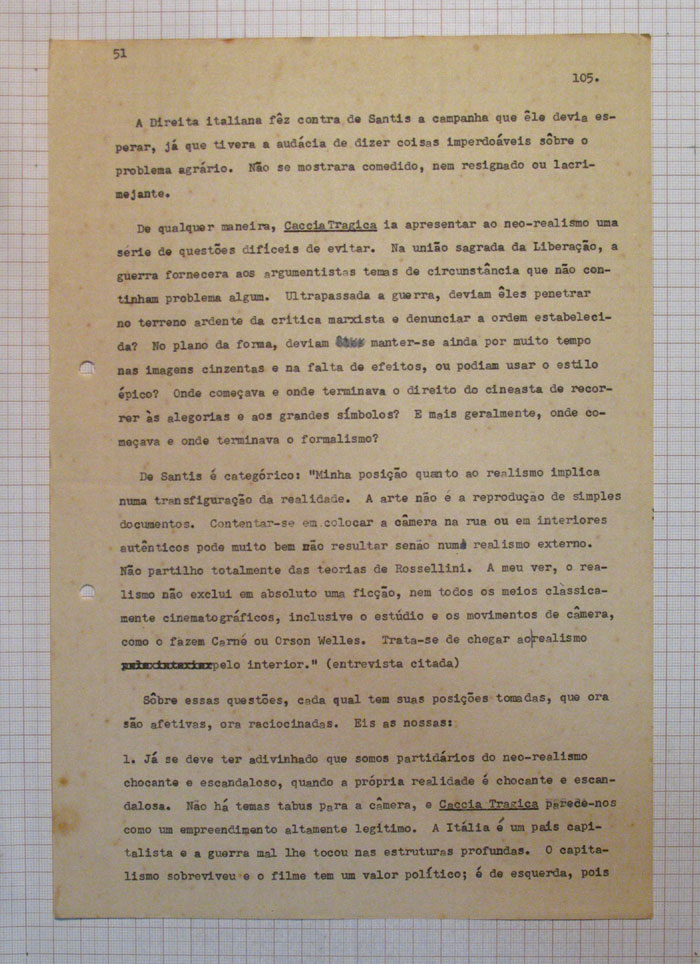 51
105.
A Direita italiana fêz contra de Santis a campanha que êle devia es-
perar, já que tivera a audácia de dizer coisas imperdoáveis sôbre o
problema agrário. Não se mostrara comedido, nem resignado ou lacri-
mejante.
De qualquer maneira, Caccia Tragica ia apresentar ao neo-realismo uma
série de questões difíceis de evitar. Na união sagrada da Liberação, a
guerra fornecera aos argumentistas temas de circunstância que não con-
tinham problema algum. Ultrapassada a guerra, deviam êles penetrar
no terreno ardente da crítica marxista e denunciar a ordem estabeleci-
da? No plano da forma, deviam manter-se ainda por muito tempo
nas imagens cinzentas e na falta de efeitos, ou podiam usar o estilo
épico? Onde começava e onde terminava o direito do cineasta de recor-
rer às alegorias e aos grandes símbolos? E mais geralmente, onde co-
meçava e onde terminava o formalismo?
De Santis é categórico: "Minha posição quanto ao realismo implica
numa transfiguração da realidade. A arte não é a reprodução de simples
documentos. Contentar-se em colocar a câmera na rua ou em interiores
autênticos pode muito bem não resultar senão num realismo externo.
Não partilho totalmente das teorias de Rossellini. A meu ver, o rea-
lismo não exclui em absoluto uma ficção, nem todos os meios clàssica-
mente cinematográficos, inclusive o estúdio e os movimentos de câmera,
como o fazem Carné ou Orson Welles. Trata-se de chegar ao realismo
pelo interior." (entrevista citada)
Sôbre essas questões, cada qual tem suas posições tomadas, que ora
são afetivas, ora raciocinadas. Eis as nossas:
1. Já se deve ter adivinhado que somos partidários do neo-realismo
chocante e escandaloso, quando a própria realidade é chocante e escan-
dalosa. Não há temas tabus para a câmera, e Caccia Tragica parece-nos
como um empreendimento altamente legítimo. A Itália é um país capi-
talista e a guerra mal lhe tocou nas estruturas profundas. O capita-
lismo sobreviveu e o filme tem um valor político; é de esquerda, pois